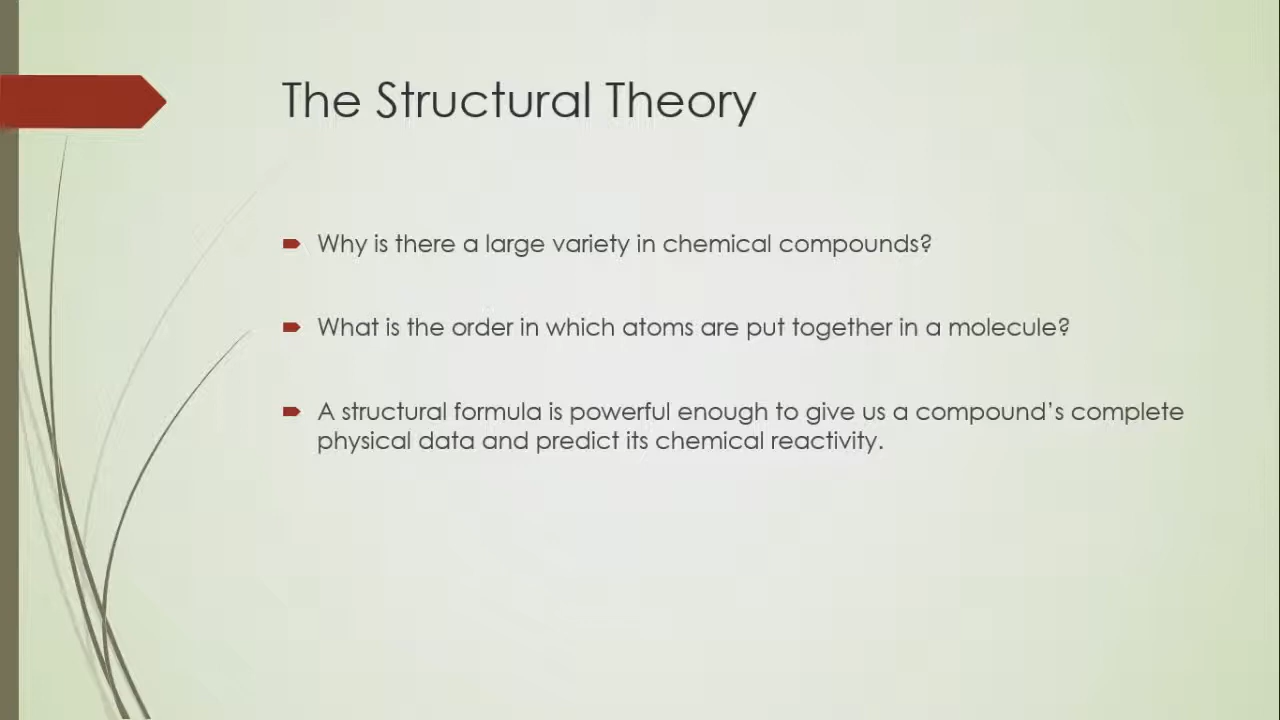 The Structural Theory
Why is there a large variety in chemical compounds?
What is the order in which atoms are put together in a molecule?
A structural formula is powerful enough to give us a compound’s complete
physical data and predict its chemical reactivity.